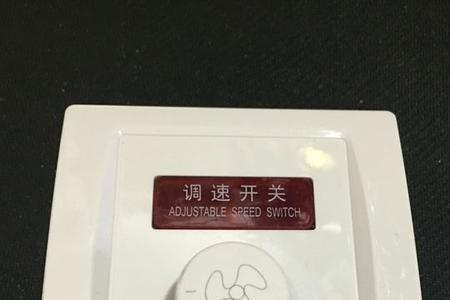 调速开关
ADJUSTABLE SPEED SWITCH